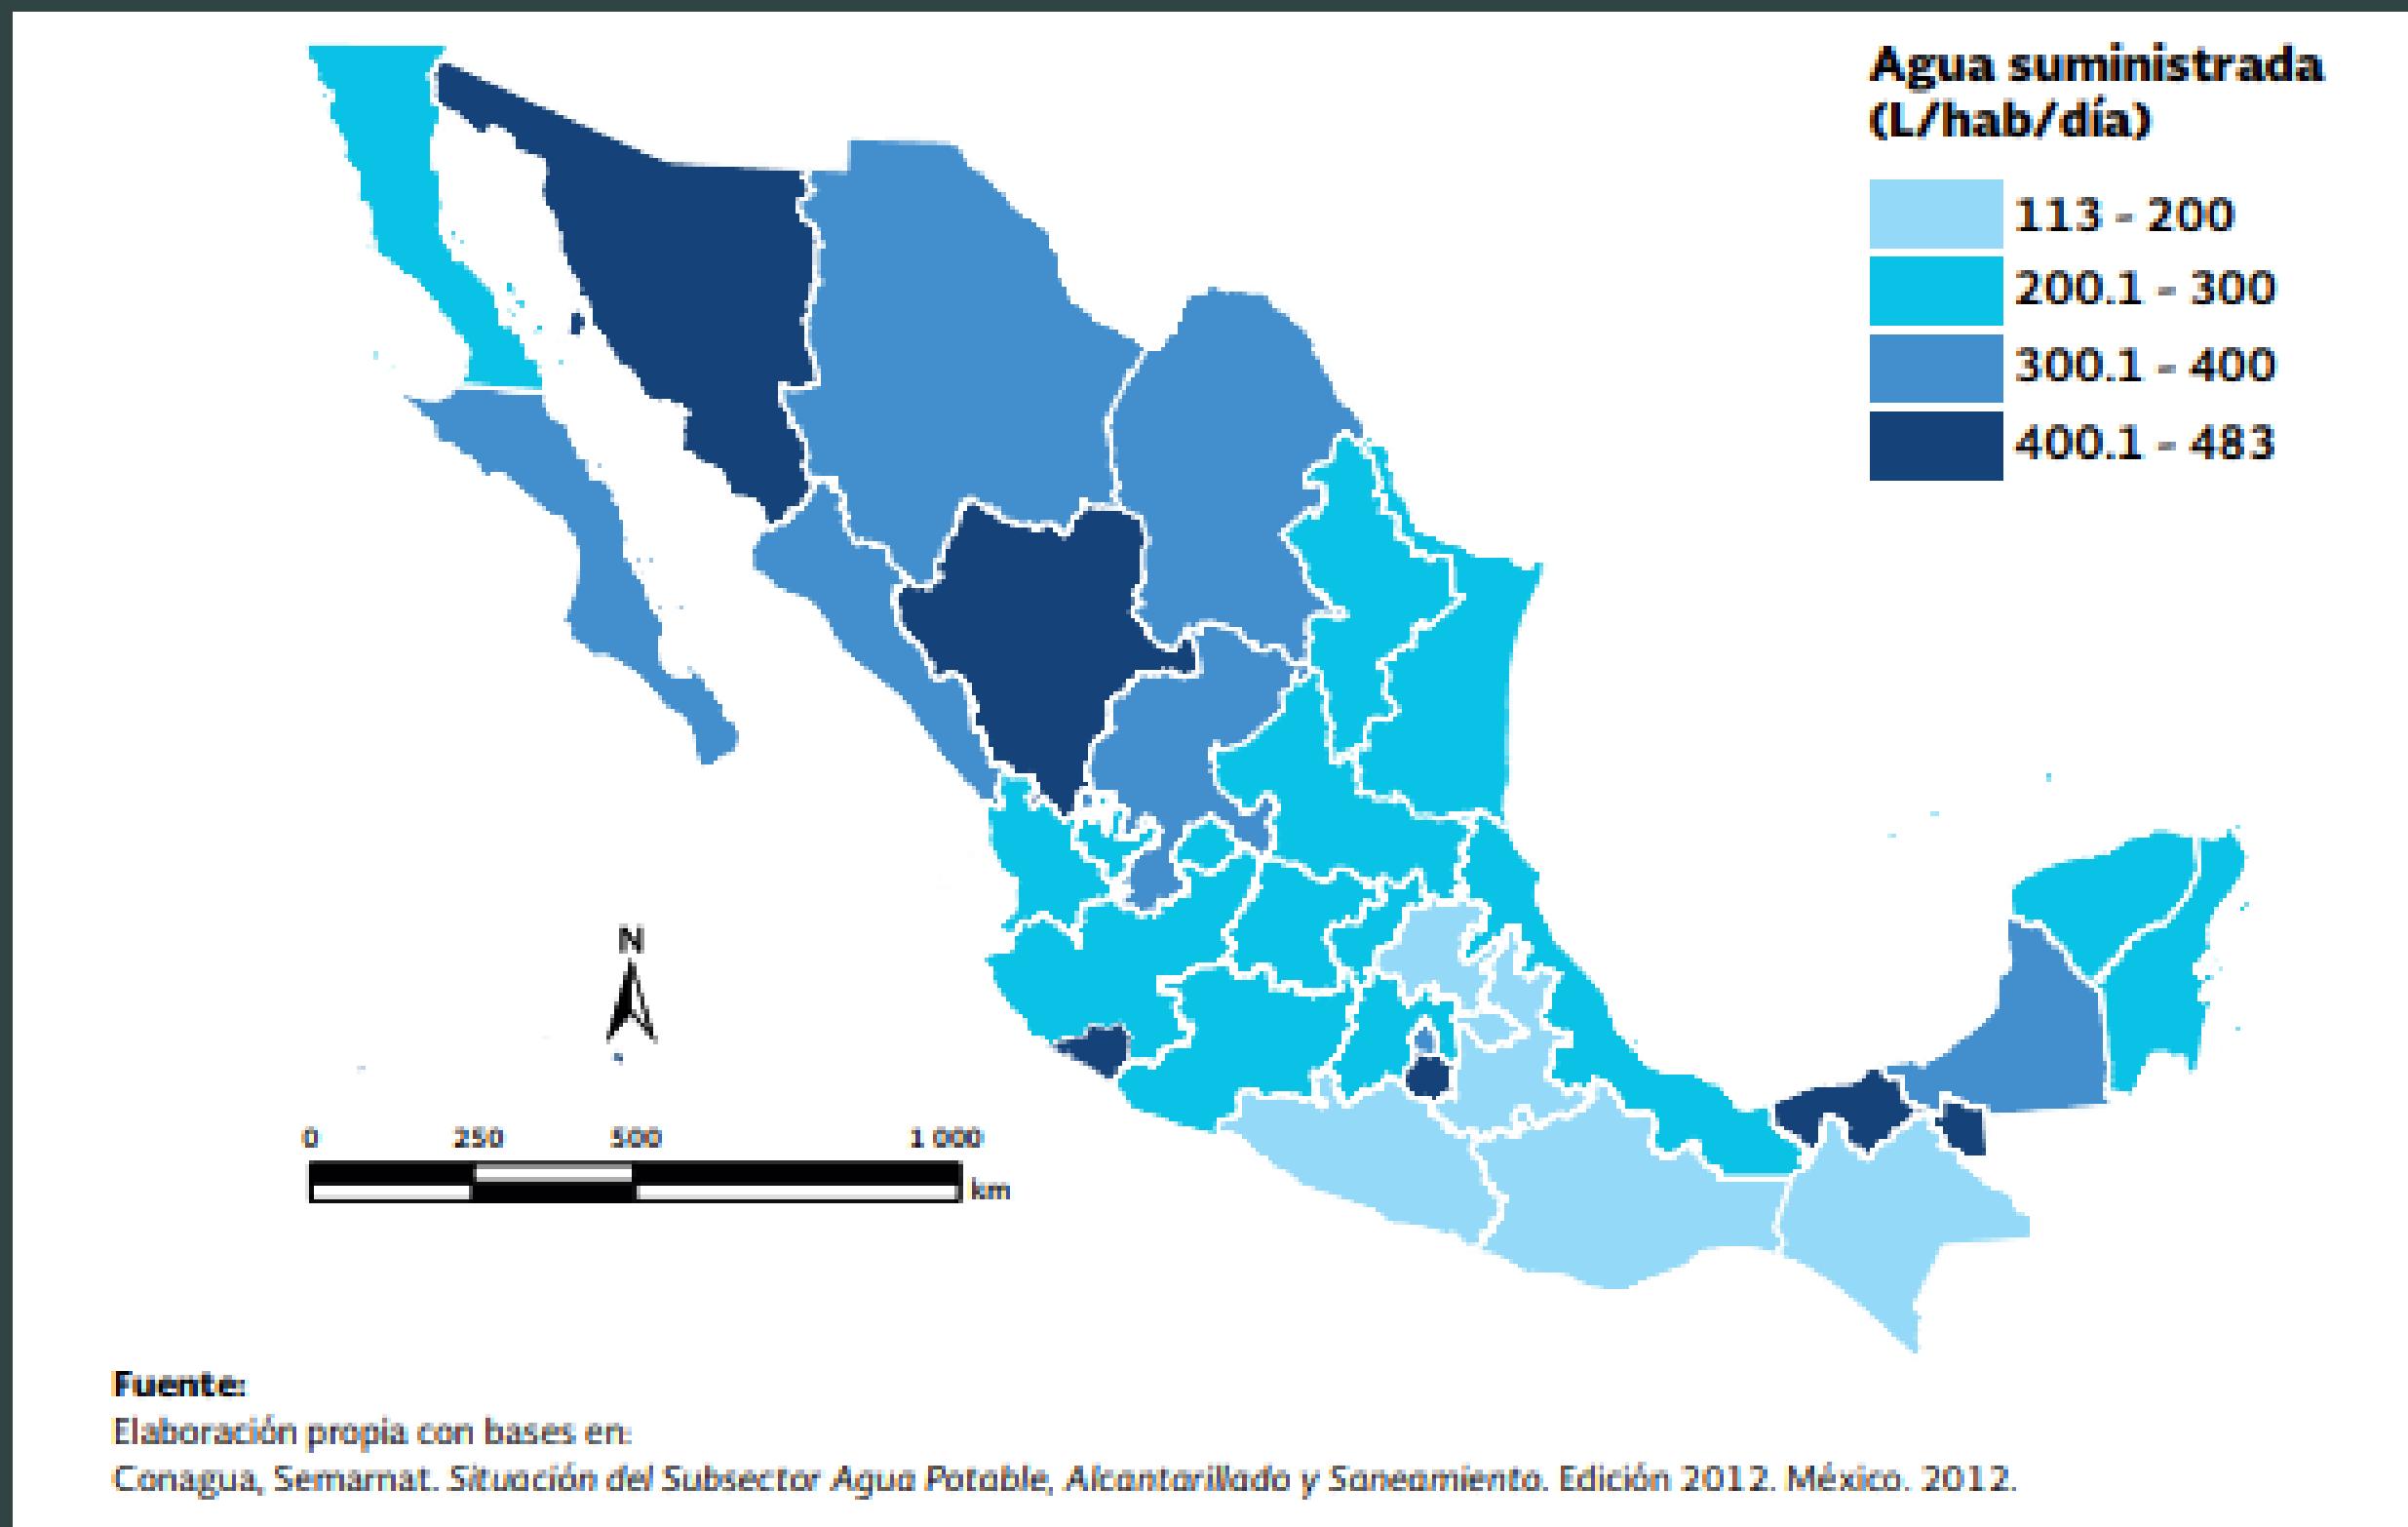 Agua suministrada
(L/hab/día)
113 - 200
200.1 - 300
300.1 - 400
400.1 - 483
N
0 250 500 1 000
km
Fuente:
Elaboración propia con bases en:
Conagua, Semarnat. Situación del Subsector Agua Potable, Alcantarillado y Saneamiento. Edición 2012. México. 2012.